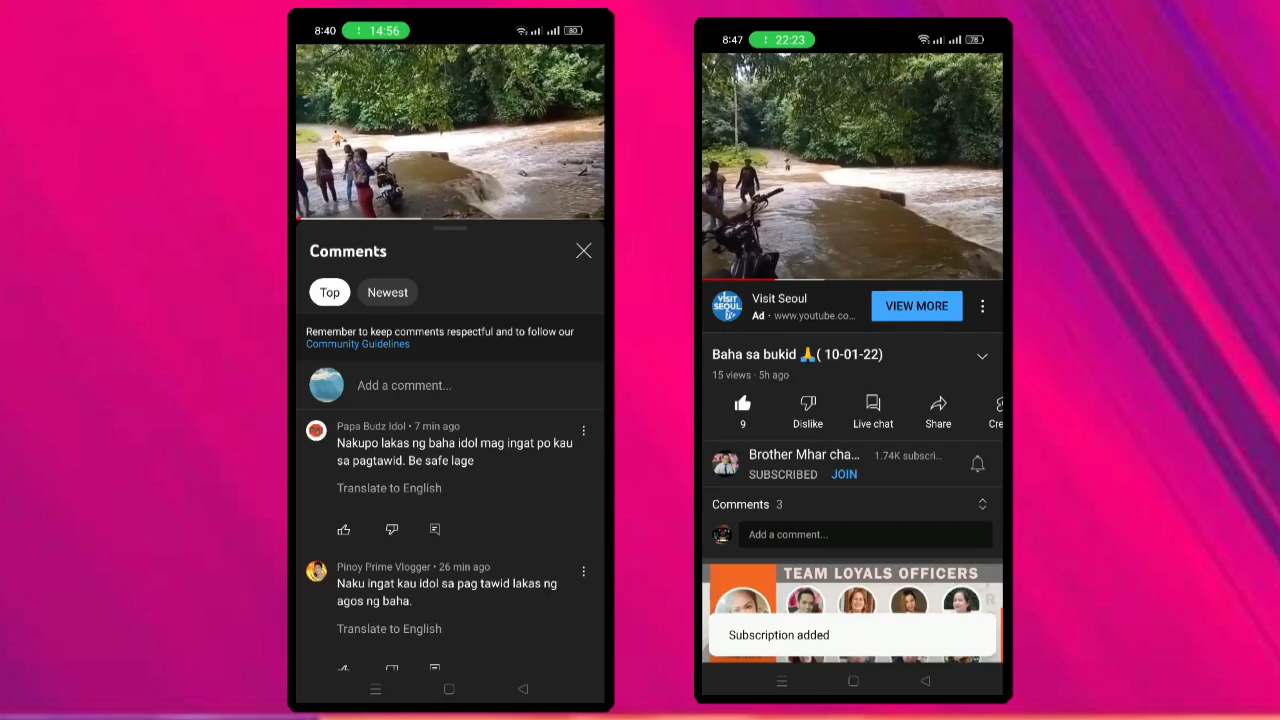 8:40 14:56 80
Comments
Top Newest
Remember to keep comments respectful and to follow our
Community Guidelines
Add a comment...
Papa Budz Idol • 7 min ago
Nakupo lakas ng baha idol mag ingat po kau
sa pagtawid. Be safe lage
Translate to English
Pinoy Prime Vlogger • 26 min ago
Naku ingat kau idol sa pag tawid lakas ng
agos ng baha.
Translate to English
8:47 22:23 78
VISIT
SEOUL
Visit Seoul
Ad · www.youtube.co...
VIEW MORE
Baha sa bukid 🙏( 10-01-22)
15 views · 5h ago
9 Dislike Live chat Share Cre
Brother Mhar cha... 1.74K subscri...
SUBSCRIBED JOIN
Comments 3
Add a comment...
TEAM LOYALS OFFICERS
Subscription added